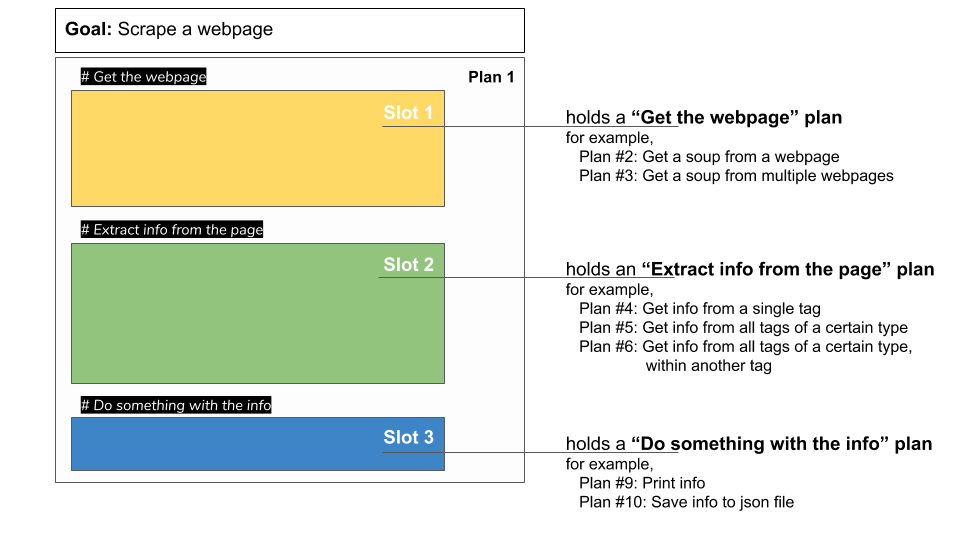 Goal: Scrape a webpage
# Get the webpage
Plan 1
Slot 1
holds a “Get the webpage” plan
for example,
Plan #2: Get a soup from a webpage
Plan #3: Get a soup from multiple webpages
# Extract info from the page
Slot 2
holds an “Extract info from the page” plan
for example,
Plan #4: Get info from a single tag
Plan #5: Get info from all tags of a certain type
Plan #6: Get info from all tags of a certain type,
within another tag
# Do something with the info
Slot 3
holds a “Do something with the info” plan
for example,
Plan #9: Print info
Plan #10: Save info to json file